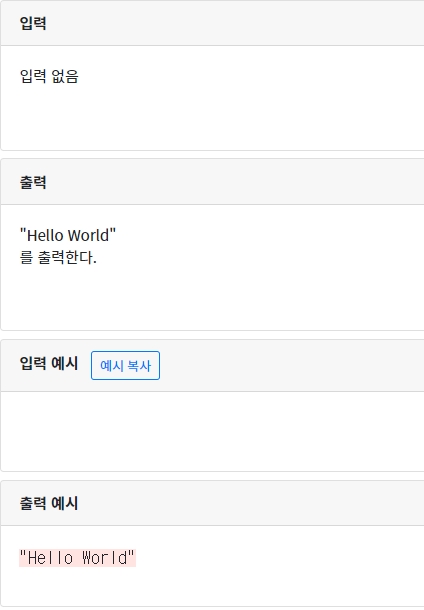 입력
입력 없음
출력
"Hello World"
를 출력한다.
입력 예시 예시 복사
출력 예시
"Hello World"